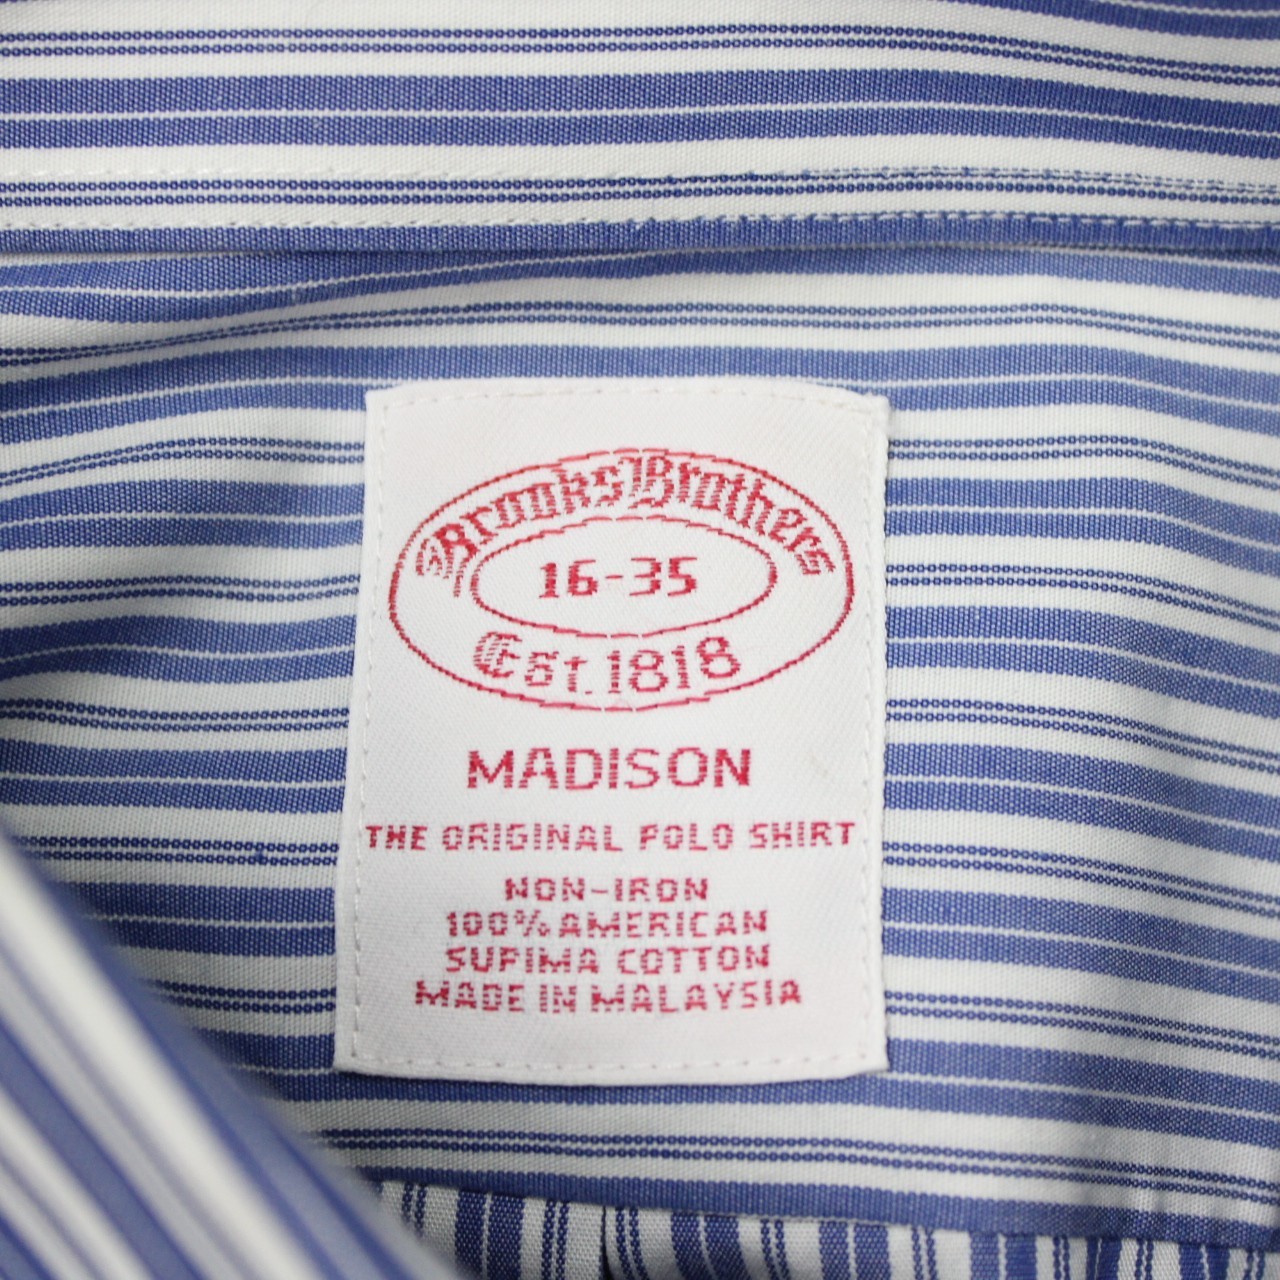 Brooks Brothers
16-35
Est. 1818
MADISON
THE ORIGINAL POLO SHIRT
NON-IRON
100% AMERICAN
SUPIMA COTTON
MADE IN MALAYSIA